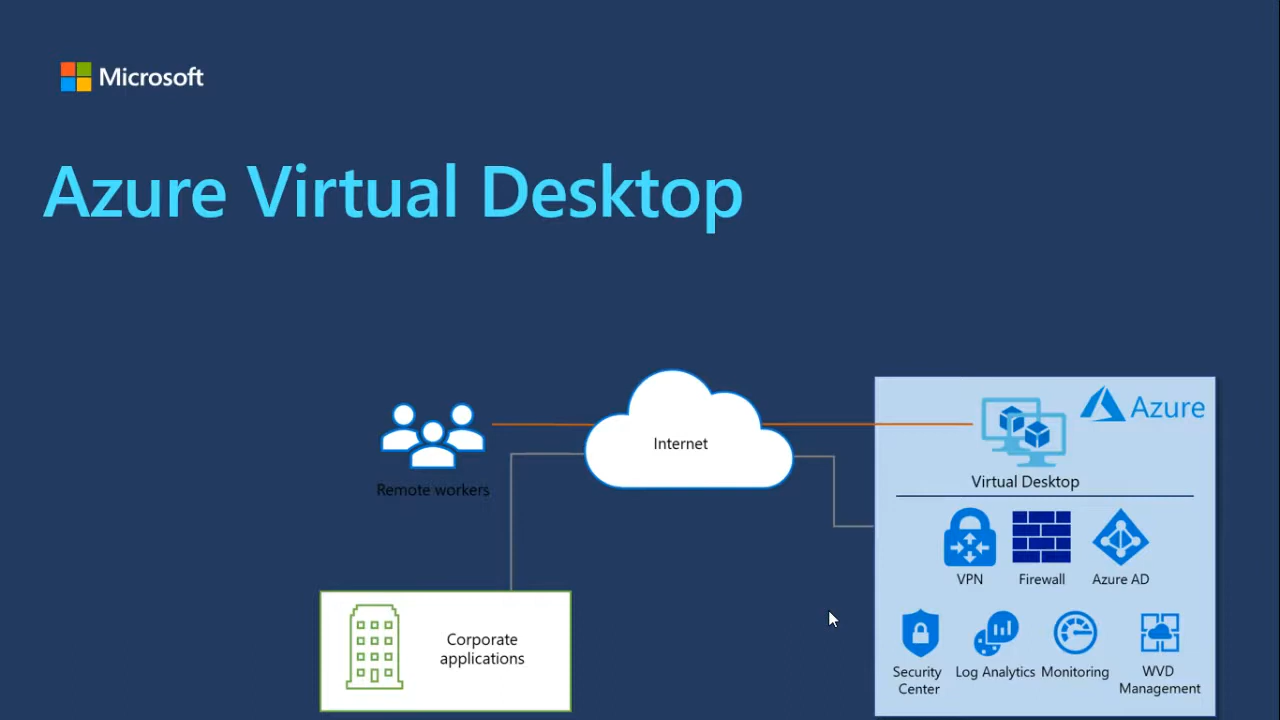 Microsoft
Azure Virtual Desktop
Internet
Remote workers
Corporate
applications
Azure
Virtual Desktop
VPN
Firewall
Azure AD
Security
Center
Log Analytics
Monitoring
WVD
Management